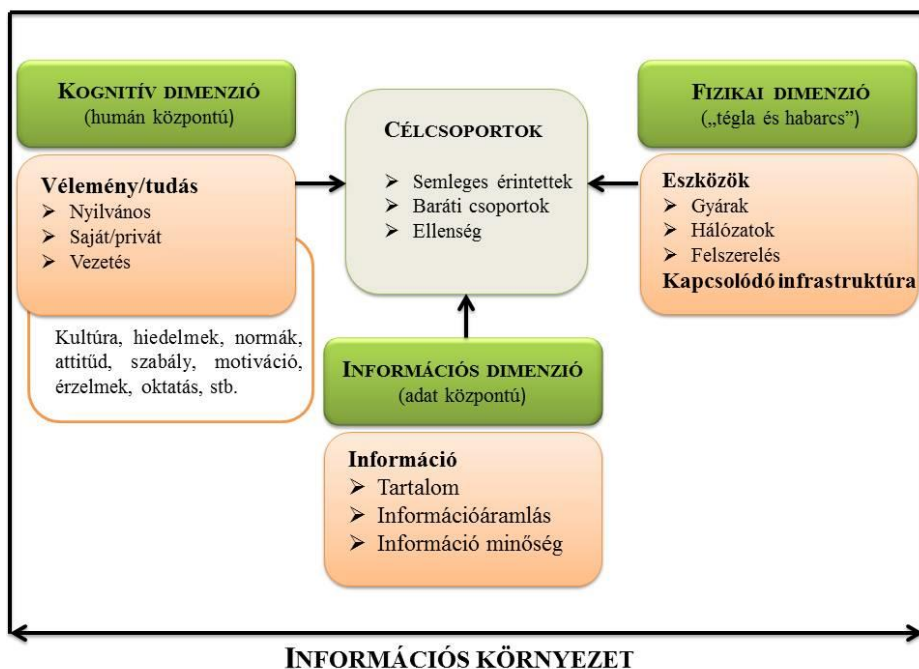 KOGNITÍV DIMENZIÓ
(humán központú)
Vélemény/tudás
➢ Nyilvános
➢ Saját/privát
➢ Vezetés
Kultúra, hiedelmek, normák,
attitűd, szabály, motiváció,
érzelmek, oktatás, stb.
CÉLCSOPORTOK
➢ Semleges érintettek
➢ Baráti csoportok
➢ Ellenség
FIZIKAI DIMENZIÓ
(„tégla és habarcs”)
Eszközök
➢ Gyárak
➢ Hálózatok
➢ Felszerelés
Kapcsolódó infrastruktúra
INFORMÁCIÓS DIMENZIÓ
(adat központú)
Információ
➢ Tartalom
➢ Információáramlás
➢ Információ minőség
INFORMÁCIÓS KÖRNYEZET